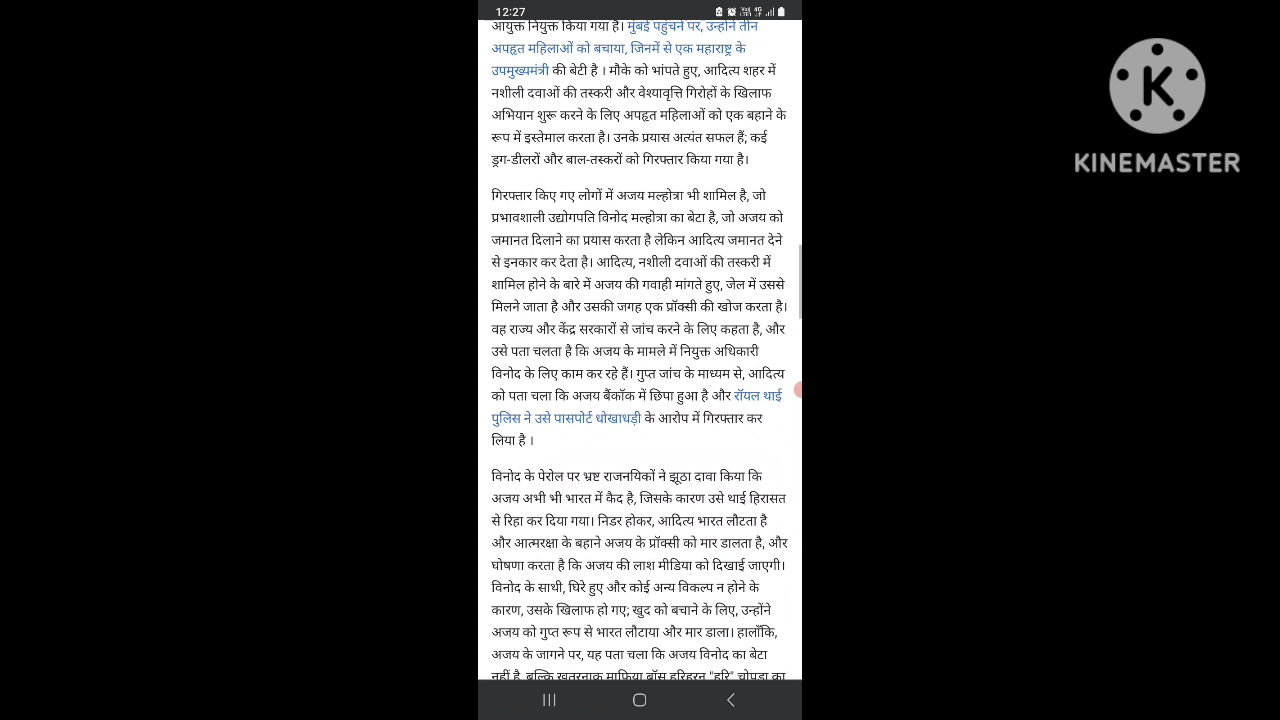 12:27
आयुक्त नियुक्त किया गया है। मुंबई पहुंचने पर, उन्होंने तीन
अपहृत महिलाओं को बचाया, जिनमें से एक महाराष्ट्र के
उपमुख्यमंत्री की बेटी है । मौके को भांपते हुए, आदित्य शहर में
नशीली दवाओं की तस्करी और वेश्यावृत्ति गिरोहों के खिलाफ
अभियान शुरू करने के लिए अपहृत महिलाओं को एक बहाने के
रूप में इस्तेमाल करता है। उनके प्रयास अत्यंत सफल हैं; कई
ड्रग-डीलरों और बाल-तस्करों को गिरफ्तार किया गया है।
गिरफ्तार किए गए लोगों में अजय मल्होत्रा भी शामिल है, जो
प्रभावशाली उद्योगपति विनोद मल्होत्रा का बेटा है, जो अजय को
जमानत दिलाने का प्रयास करता है लेकिन आदित्य जमानत देने
से इनकार कर देता है। आदित्य, नशीली दवाओं की तस्करी में
शामिल होने के बारे में अजय की गवाही मांगते हुए, जेल में उससे
मिलने जाता है और उसकी जगह एक प्रॉक्सी की खोज करता है।
वह राज्य और केंद्र सरकारों से जांच करने के लिए कहता है, और
उसे पता चलता है कि अजय के मामले में नियुक्त अधिकारी
विनोद के लिए काम कर रहे हैं। गुप्त जांच के माध्यम से, आदित्य
को पता चला कि अजय बैंकॉक में छिपा हुआ है और रॉयल थाई
पुलिस ने उसे पासपोर्ट धोखाधड़ी के आरोप में गिरफ्तार कर
लिया है ।
विनोद के पेरोल पर भ्रष्ट राजनयिकों ने झूठा दावा किया कि
अजय अभी भी भारत में कैद है, जिसके कारण उसे थाई हिरासत
से रिहा कर दिया गया। निडर होकर, आदित्य भारत लौटता है
और आत्मरक्षा के बहाने अजय के प्रॉक्सी को मार डालता है, और
घोषणा करता है कि अजय की लाश मीडिया को दिखाई जाएगी।
विनोद के साथी, घिरे हुए और कोई अन्य विकल्प न होने के
कारण, उसके खिलाफ हो गए; खुद को बचाने के लिए, उन्होंने
अजय को गुप्त रूप से भारत लौटाया और मार डाला। हालाँकि,
अजय के जागने पर, यह पता चला कि अजय विनोद का बेटा
नहीं है, बल्कि खतरनाक माफिया बॉस हरिहरन "हरि" चोपड़ा का
K
KINEMASTER